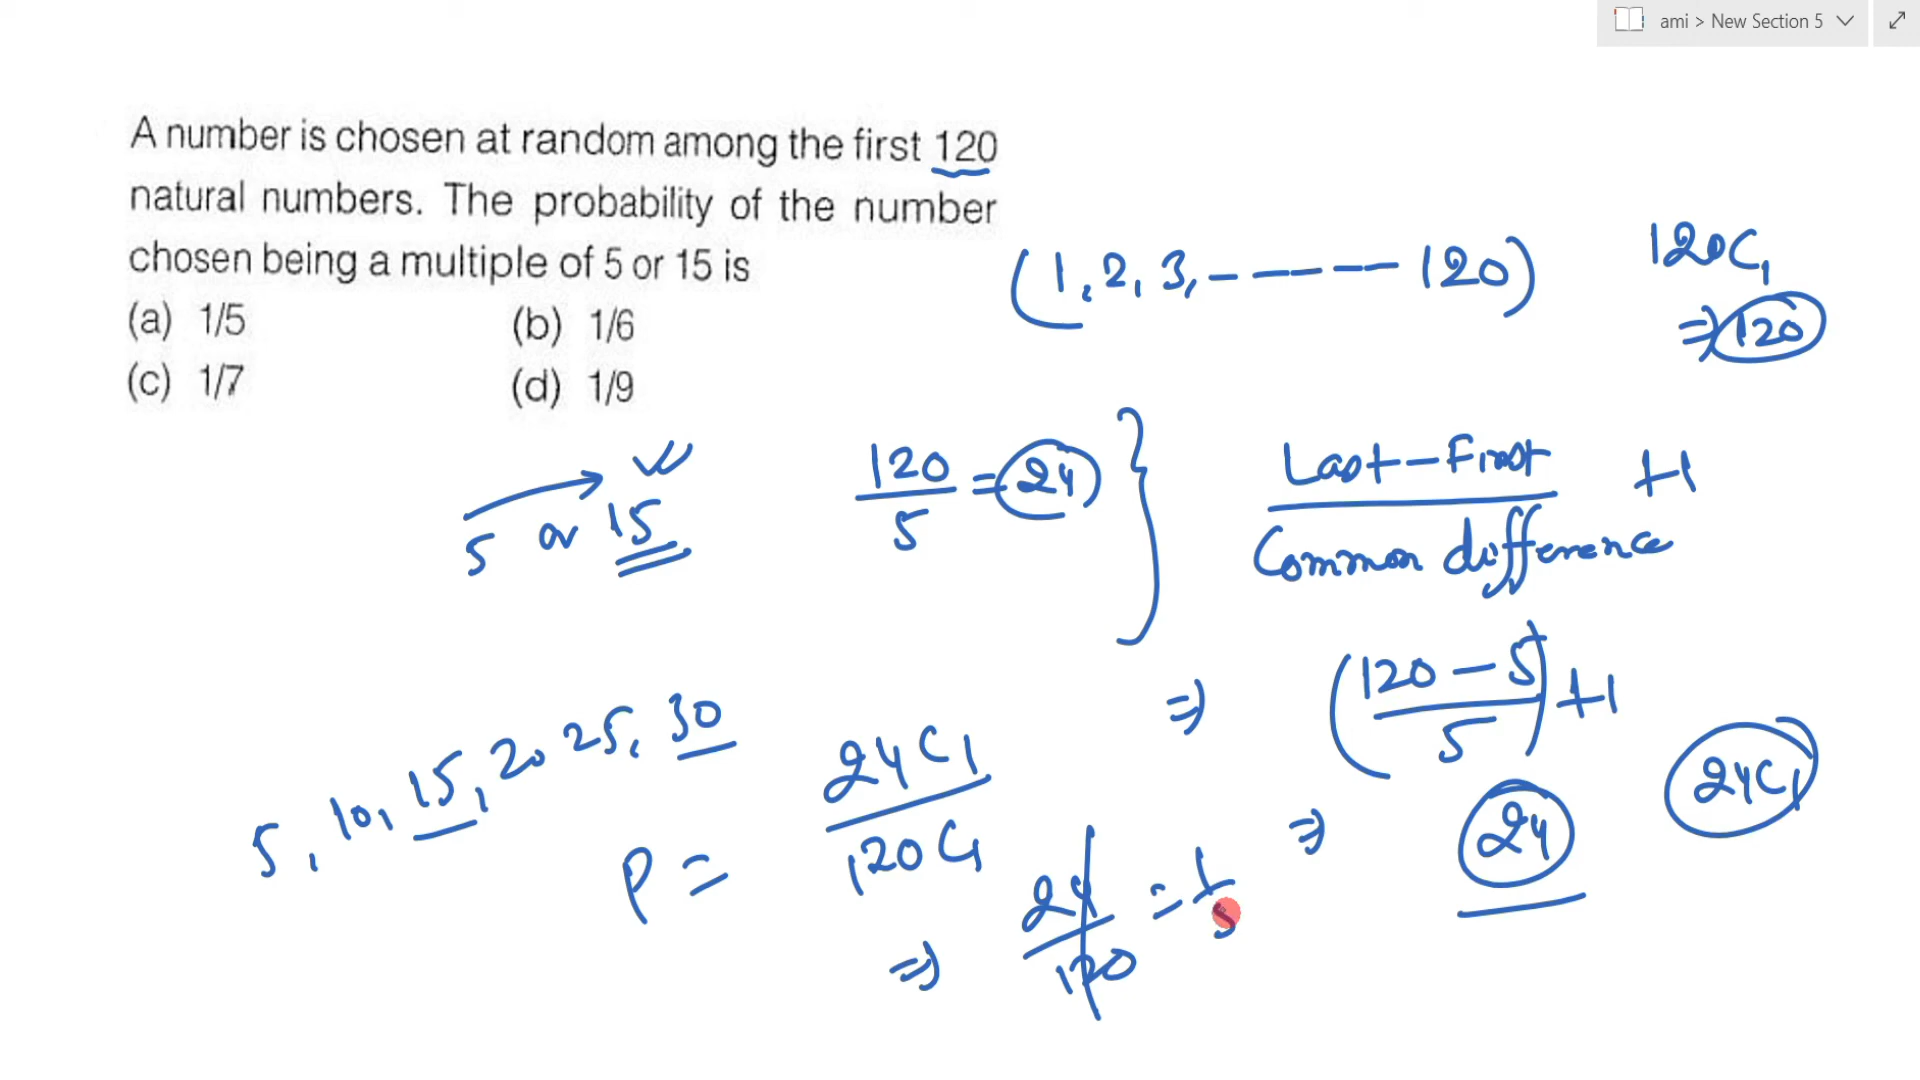 ami > New Section 5
A number is chosen at random among the first 120
natural numbers. The probability of the number
chosen being a multiple of 5 or 15 is
(a) 1/5 (b) 1/6
(c) 1/7 (d) 1/9
(1, 2, 3, - - - - - 120)
120C1
⇒ 120
5 or 15
120/5 = 24 }
Last - First / Common difference +1
⇒ (120 - 5 / 5) + 1
⇒ 24
24C1
5, 10, 15, 20 25, 30
P = 24C1 / 120C1
⇒ 24/120 = 1/5